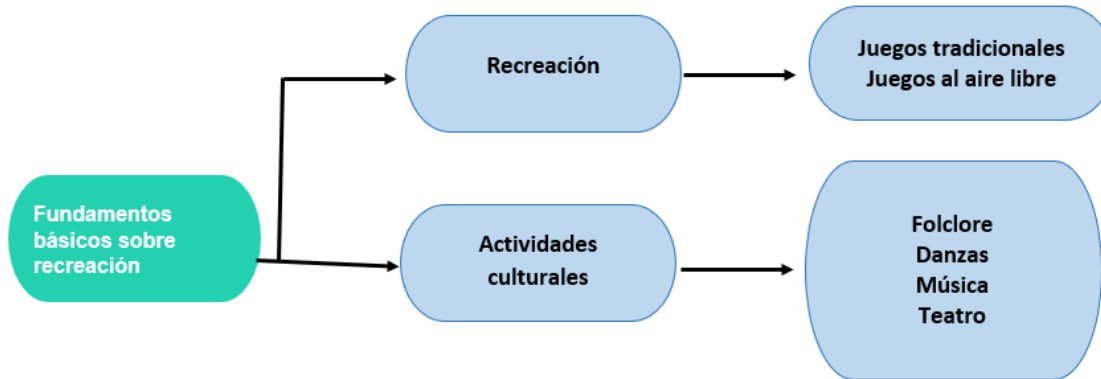 Fundamentos
básicos sobre
recreación
Recreación
Juegos tradicionales
Juegos al aire libre
Actividades
culturales
Folclore
Danzas
Música
Teatro